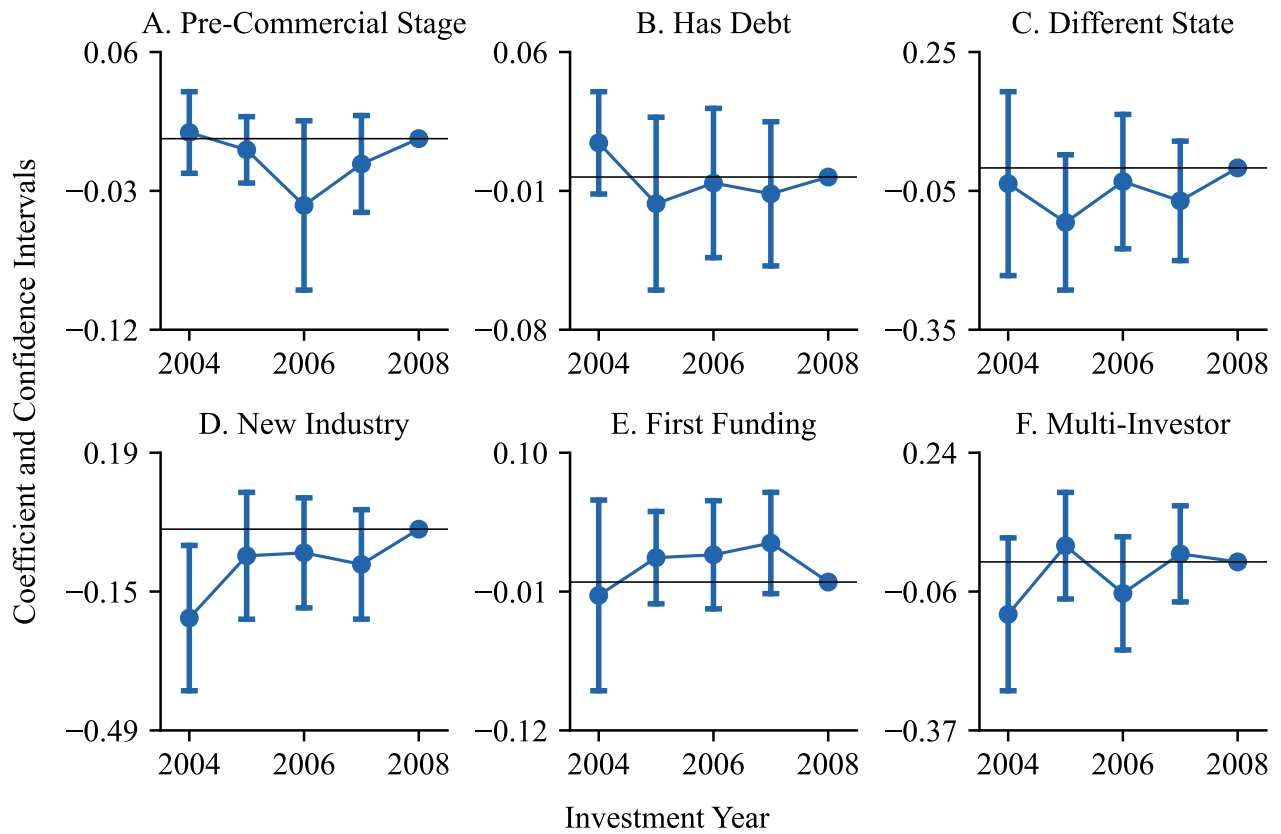 A. Pre-Commercial Stage
0.06
−0.03
−0.12
2004 2006 2008
B. Has Debt
0.06
−0.01
−0.08
2004 2006 2008
C. Different State
0.25
−0.05
−0.35
2004 2006 2008
D. New Industry
0.19
−0.15
−0.49
2004 2006 2008
E. First Funding
0.10
−0.01
−0.12
2004 2006 2008
F. Multi-Investor
0.24
−0.06
−0.37
2004 2006 2008
Coefficient and Confidence Intervals
Investment Year